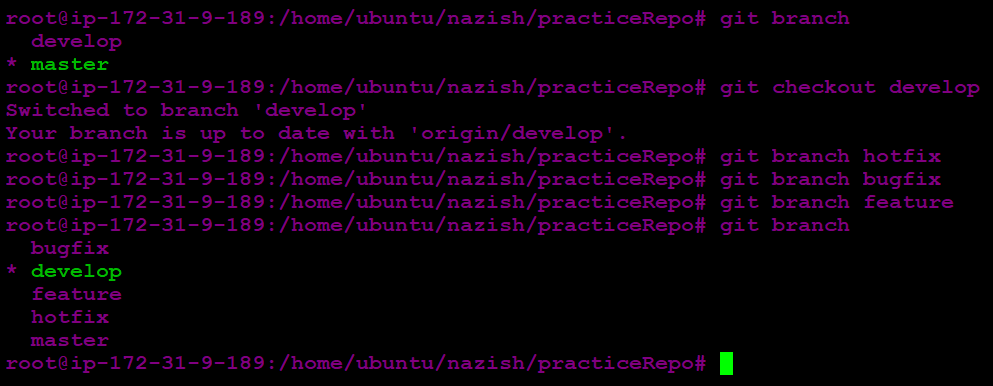 root@ip-172-31-9-189:/home/ubuntu/nazish/practiceRepo# git branch
  develop
* master
root@ip-172-31-9-189:/home/ubuntu/nazish/practiceRepo# git checkout develop
Switched to branch 'develop'
Your branch is up to date with 'origin/develop'.
root@ip-172-31-9-189:/home/ubuntu/nazish/practiceRepo# git branch hotfix
root@ip-172-31-9-189:/home/ubuntu/nazish/practiceRepo# git branch bugfix
root@ip-172-31-9-189:/home/ubuntu/nazish/practiceRepo# git branch feature
root@ip-172-31-9-189:/home/ubuntu/nazish/practiceRepo# git branch
  bugfix
* develop
  feature
  hotfix
  master
root@ip-172-31-9-189:/home/ubuntu/nazish/practiceRepo#